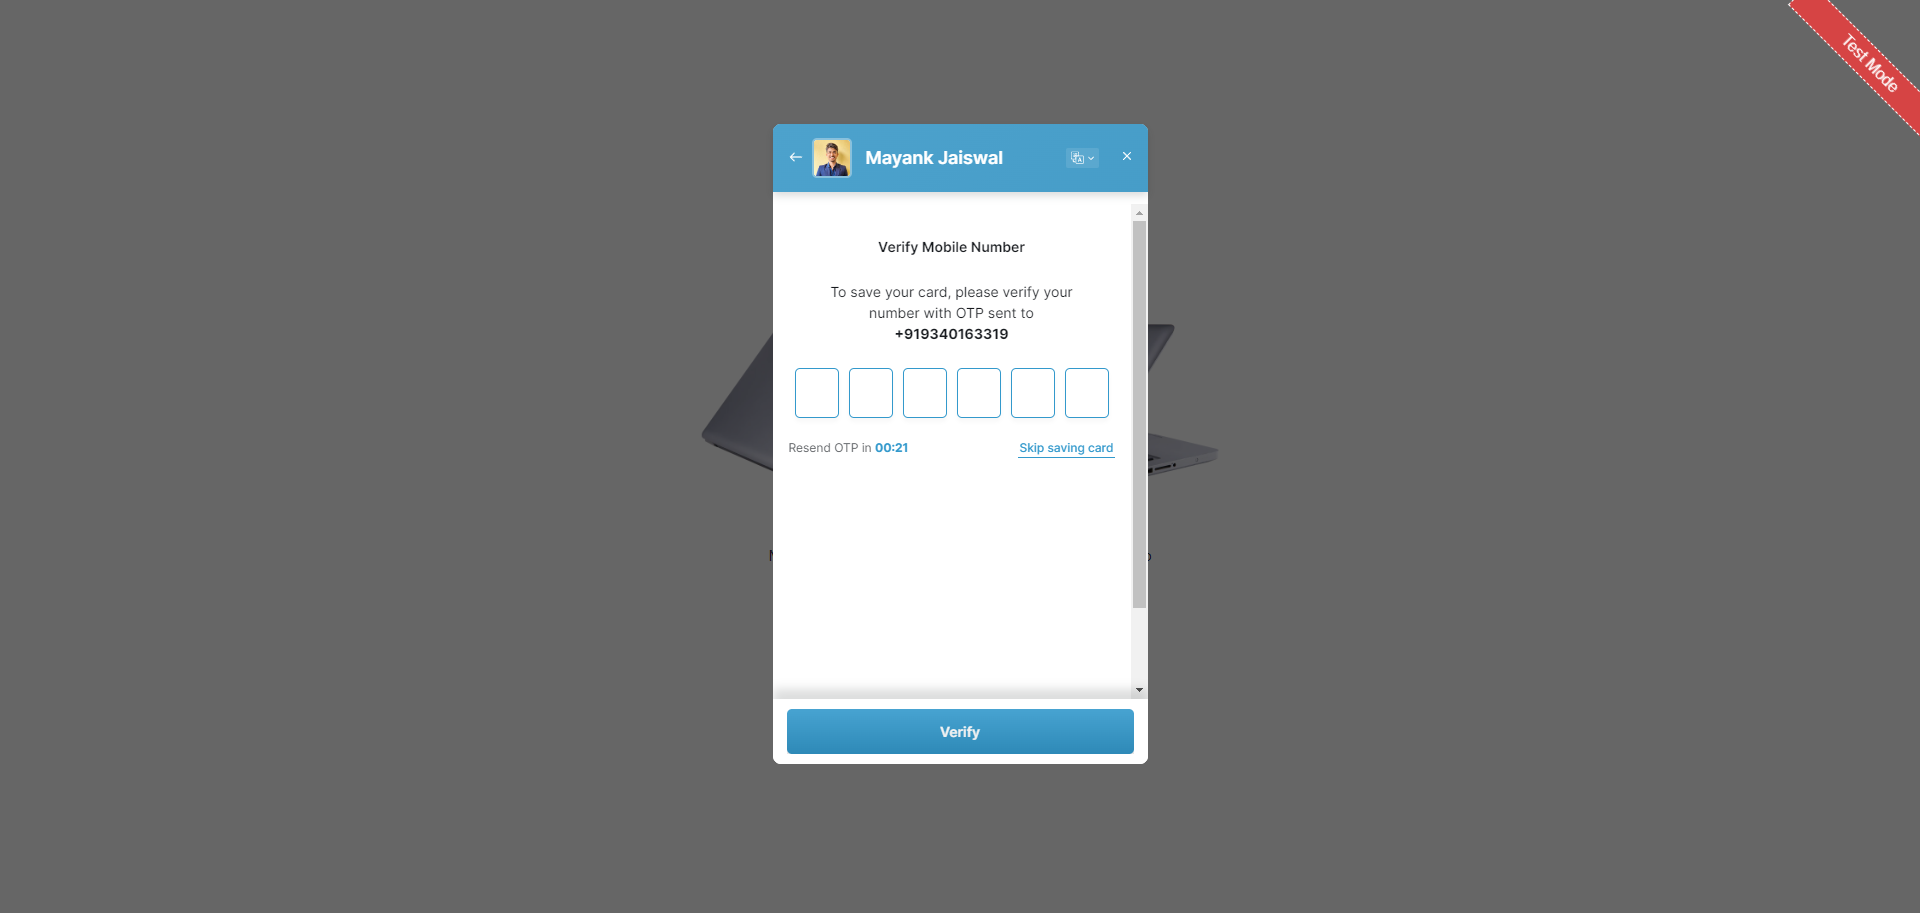 Test Mode
Mayank Jaiswal
Verify Mobile Number
To save your card, please verify your
number with OTP sent to
+919340163319
Resend OTP in 00:21
Skip saving card
Verify